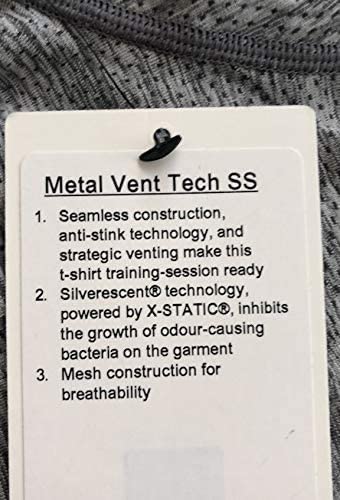 Metal Vent Tech SS
1. Seamless construction,
anti-stink technology, and
strategic venting make this
t-shirt training-session ready
2. Silverescent® technology,
powered by X-STATIC®, inhibits
the growth of odour-causing
bacteria on the garment
3. Mesh construction for
breathability